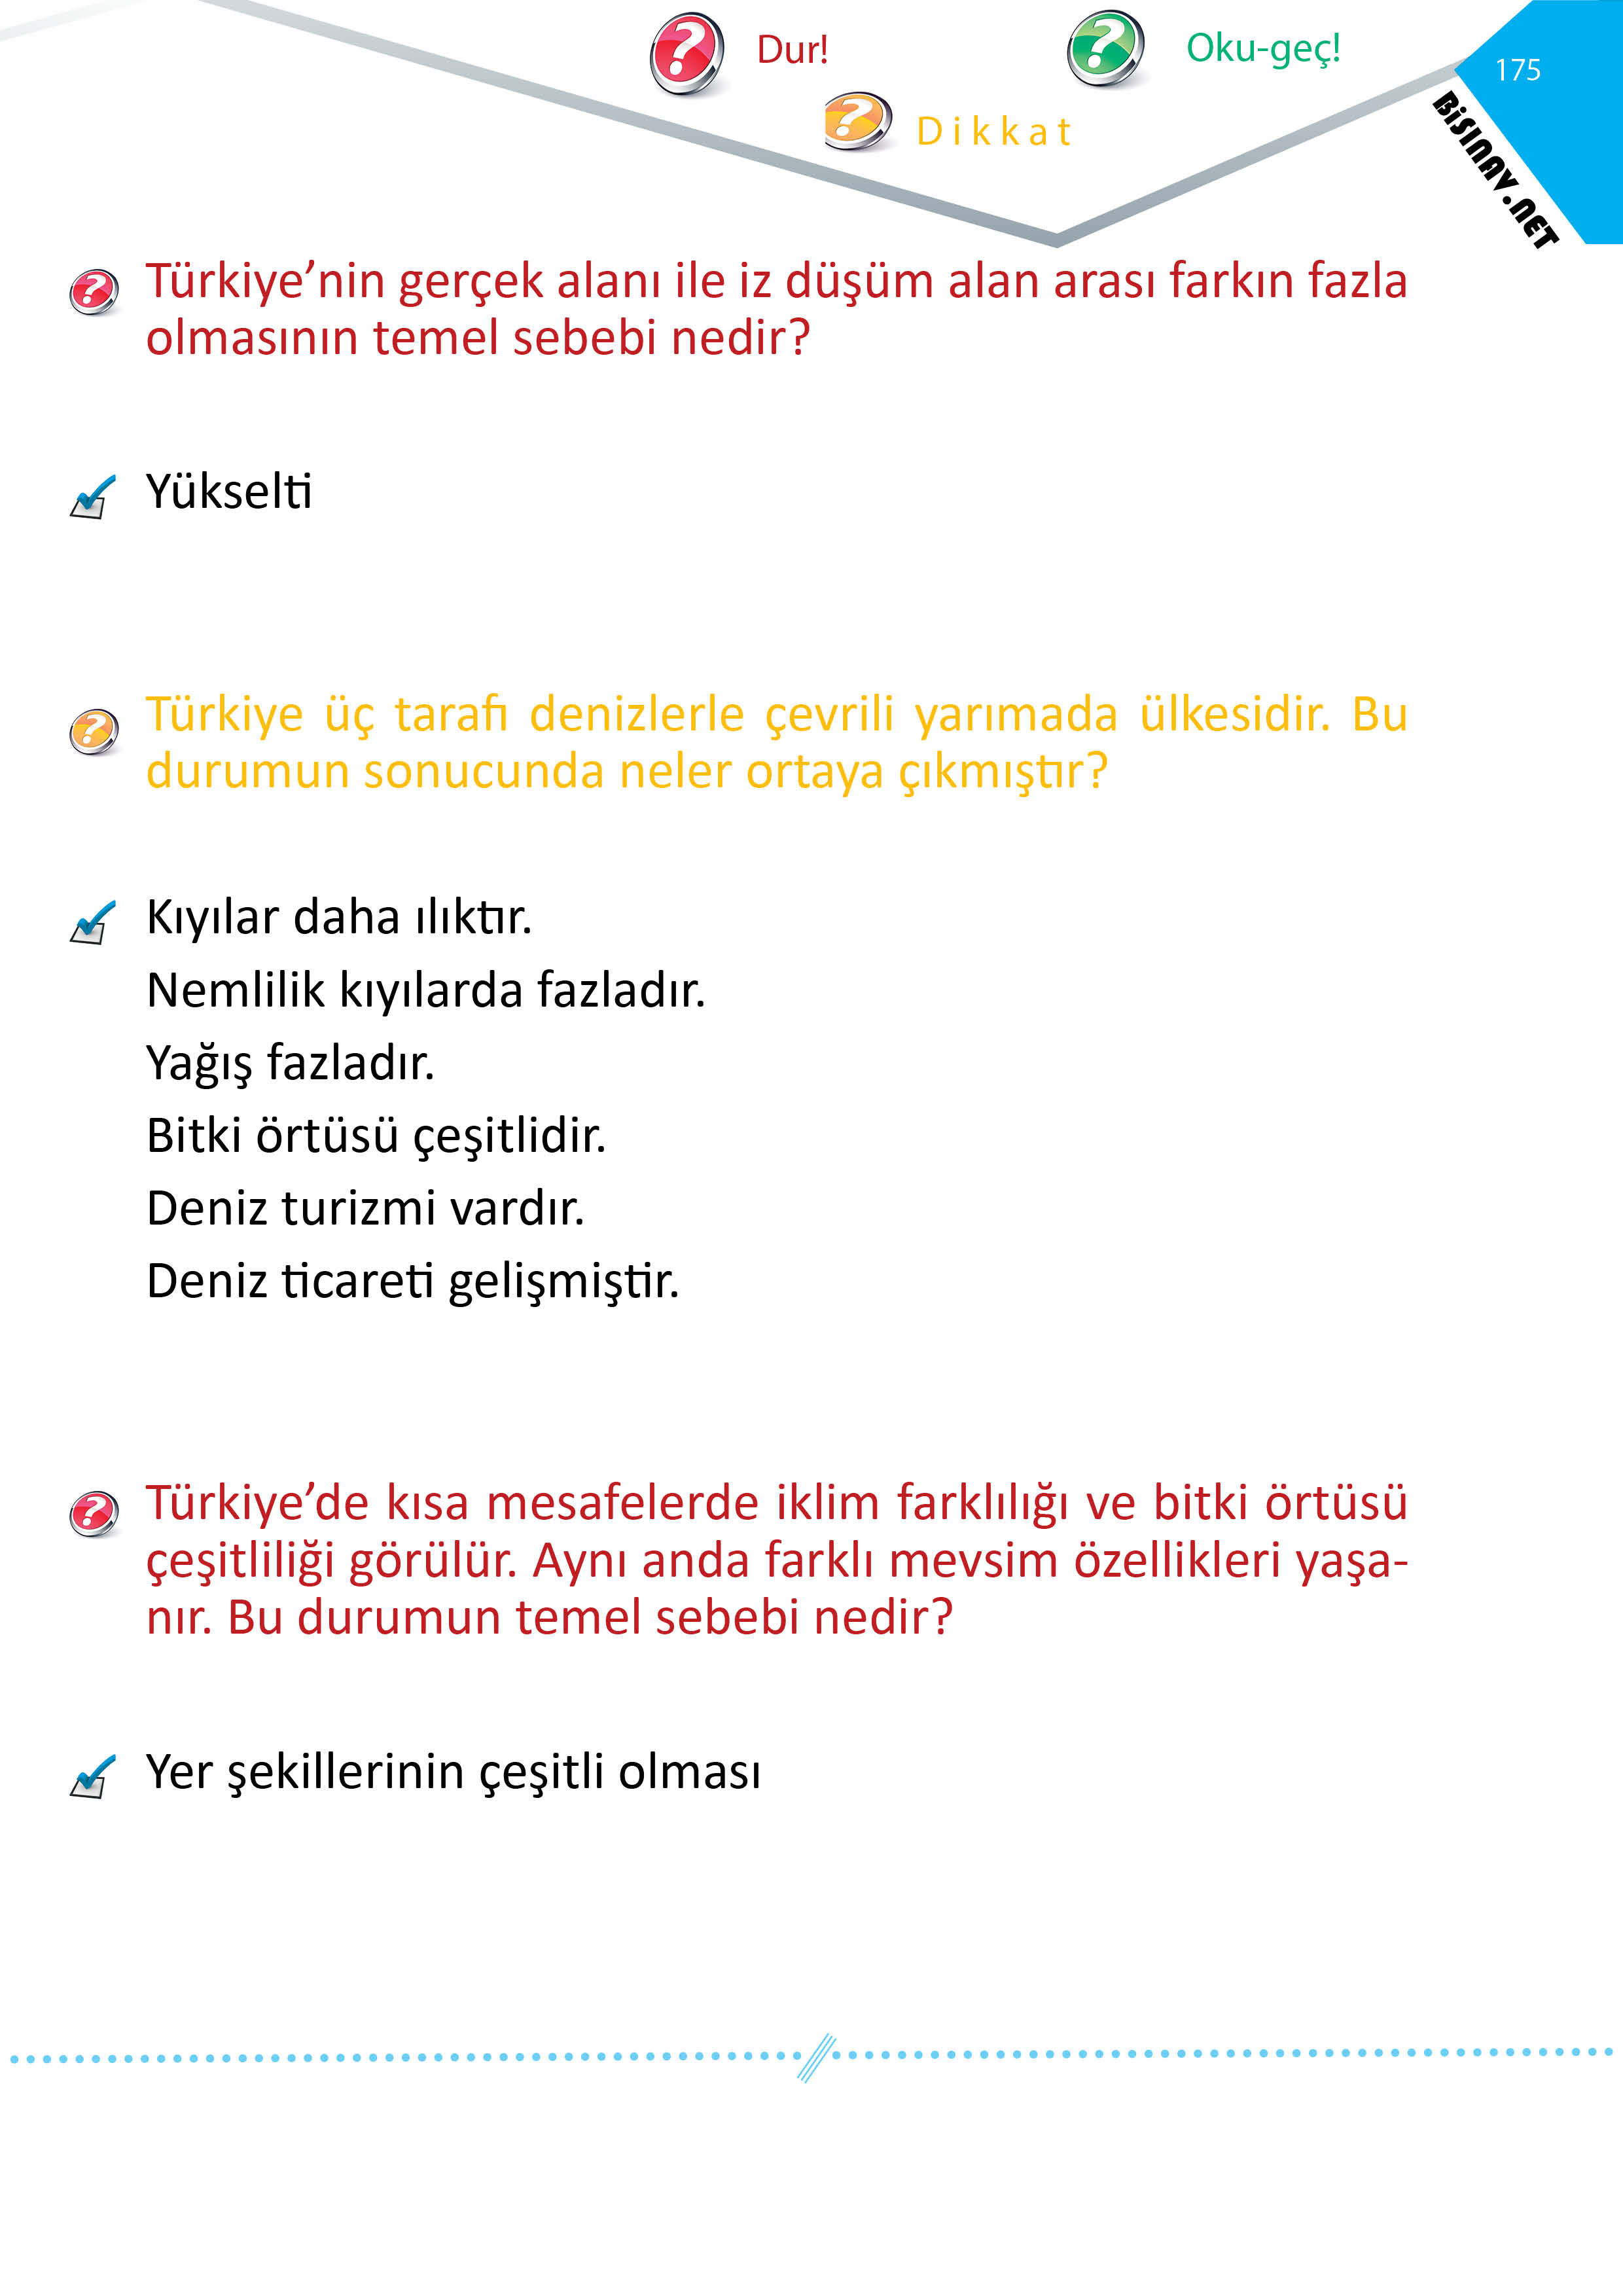 Dur!
Oku-geç!
175
Dikkat
BiSINAV.NET
Türkiye’nin gerçek alanı ile iz düşüm alan arası farkın fazla
olmasının temel sebebi nedir?
Yükselti
Türkiye üç tarafı denizlerle çevrili yarımada ülkesidir. Bu
durumun sonucunda neler ortaya çıkmıştır?
Kıyılar daha ılıktır.
Nemlilik kıyılarda fazladır.
Yağış fazladır.
Bitki örtüsü çeşitlidir.
Deniz turizmi vardır.
Deniz ticareti gelişmiştir.
Türkiye’de kısa mesafelerde iklim farklılığı ve bitki örtüsü
çeşitliliği görülür. Aynı anda farklı mevsim özellikleri yaşa-
nır. Bu durumun temel sebebi nedir?
Yer şekillerinin çeşitli olması